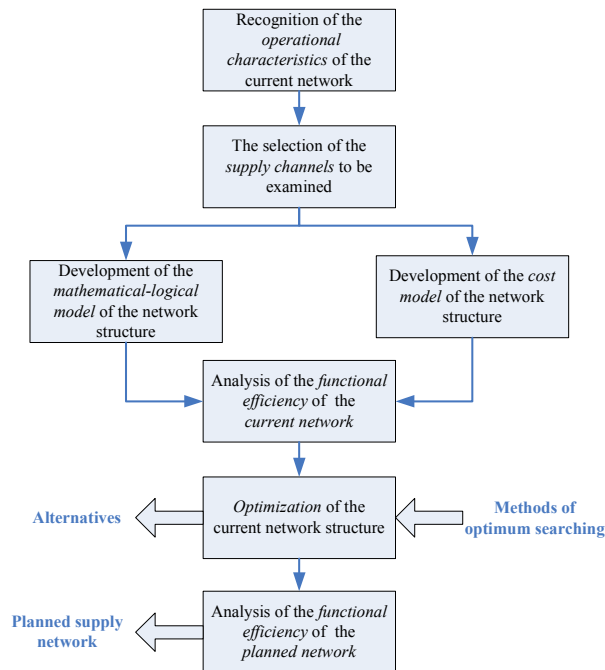 Recognition of the
operational
characteristics of the
current network
The selection of the
supply channels to be
examined
Development of the
mathematical-logical
model of the network
structure
Development of the cost
model of the network
structure
Analysis of the functional
efficiency of the
current network
Alternatives
Optimization of the
current network structure
Methods of
optimum searching
Planned supply
network
Analysis of the functional
efficiency of the
planned network